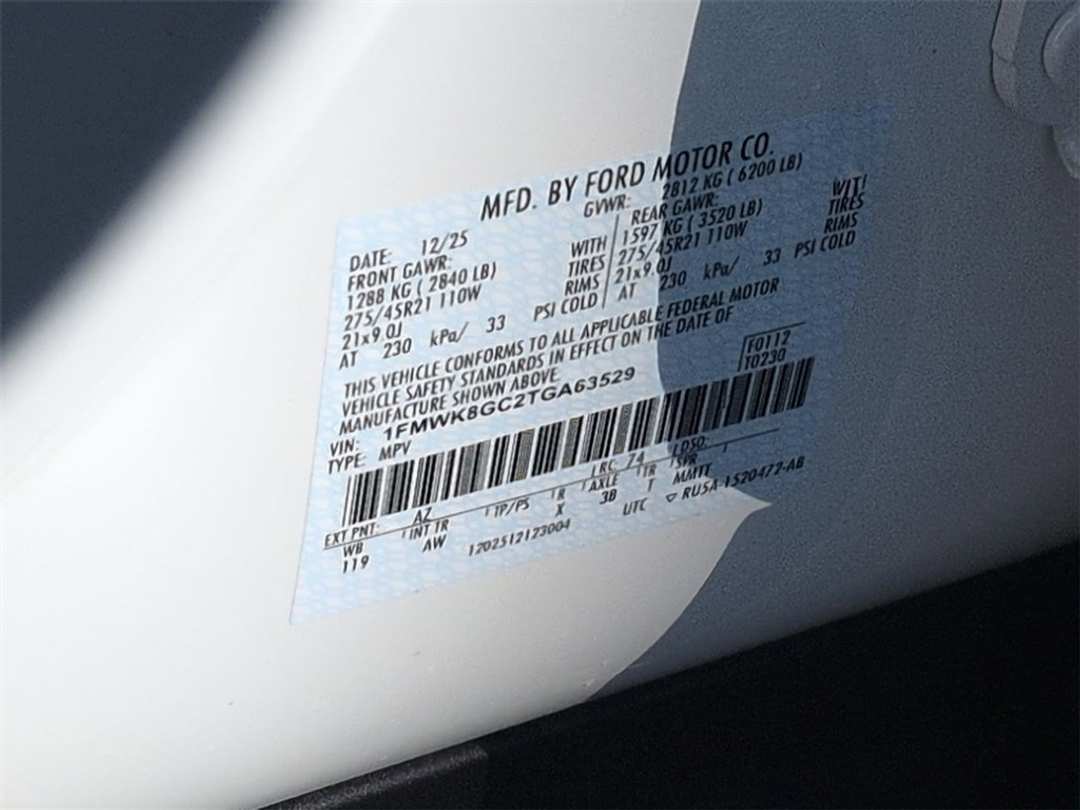 MFD. BY FORD MOTOR CO.
DATE: 12/25 GVWR: 2812 KG ( 6200 LB)
FRONT GAWR: WITH REAR GAWR: WITH
1288 KG ( 2840 LB) TIRES 1597 KG ( 3520 LB) TIRES
275/45R21 110W RIMS 275/45R21 110W RIMS
21x9.0J PSI COLD 21x9.0J PSI COLD
AT 230 kPa/ 33 AT 230 kPa/ 33
THIS VEHICLE CONFORMS TO ALL APPLICABLE FEDERAL MOTOR
VEHICLE SAFETY STANDARDS IN EFFECT ON THE DATE OF
MANUFACTURE SHOWN ABOVE.
F0112
T0230
VIN: 1FMWK8GC2TGA63529
TYPE: MPV
LRC: 74 LDSO:
EXT PNT: AZ
WB INT TR TP/PS R AXLE TR SPR
119 AW X 3B T MMTT
1202512123004 UTC ▽ RU5A-1520472-AB